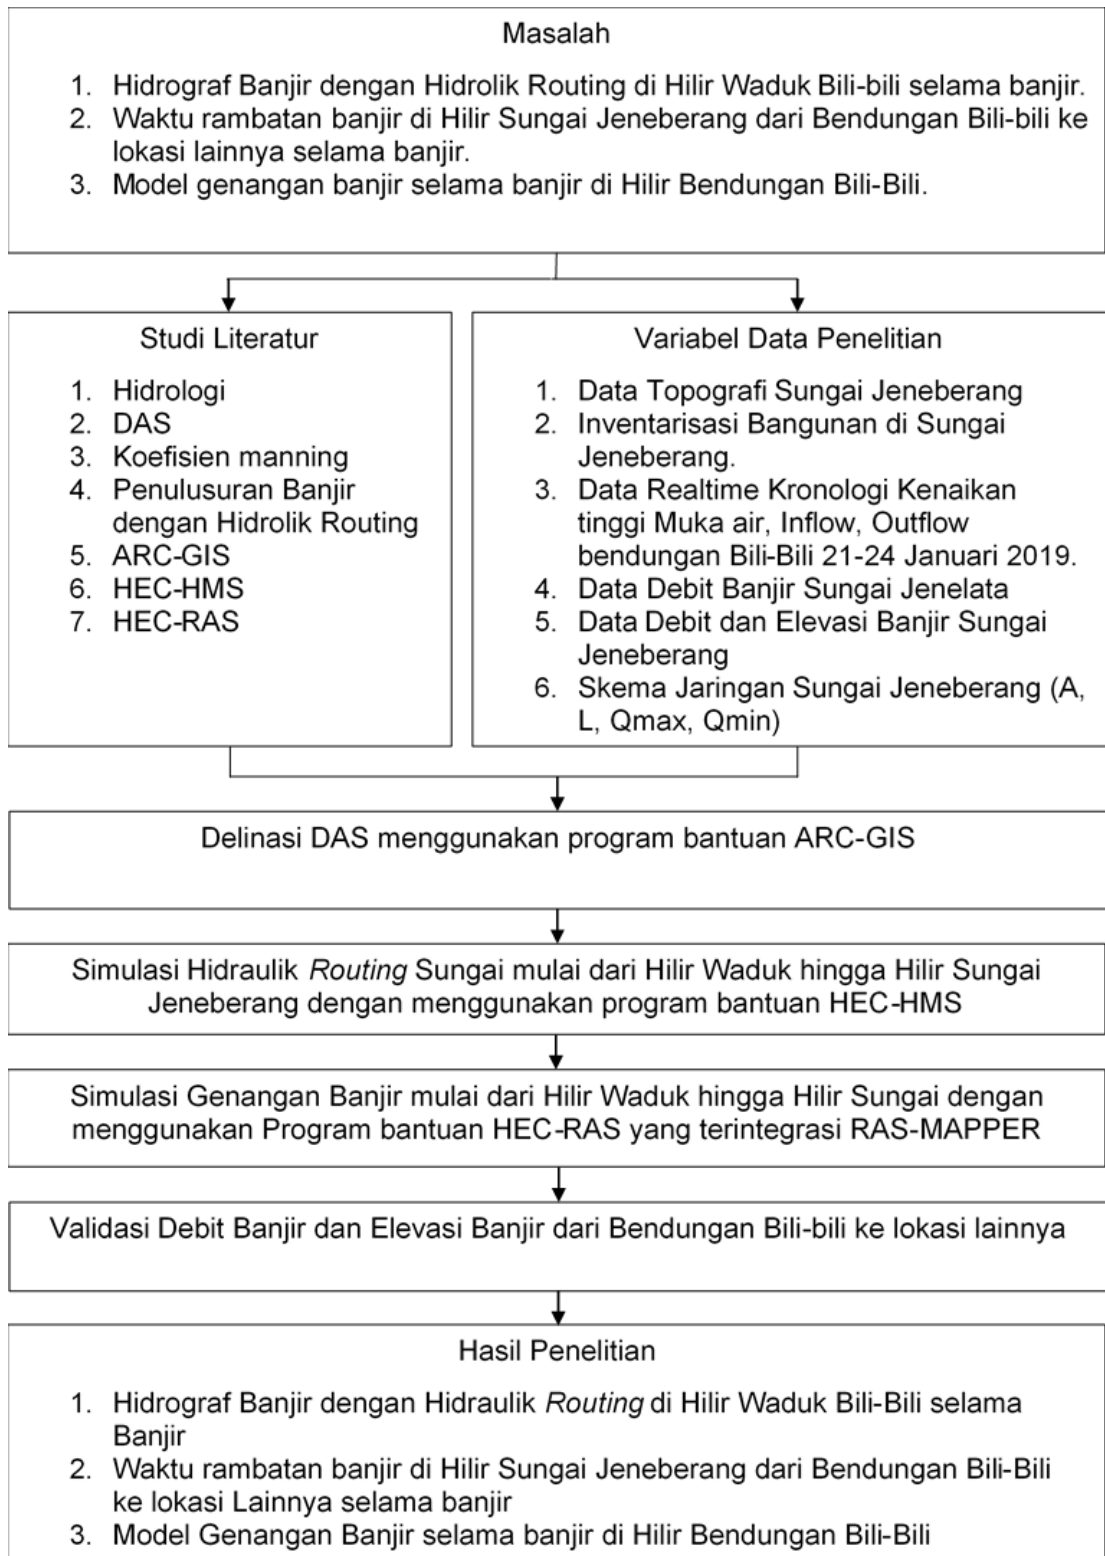 Masalah
1. Hidrograf Banjir dengan Hidrolik Routing di Hilir Waduk Bili-bili selama banjir.
2. Waktu rambatan banjir di Hilir Sungai Jeneberang dari Bendungan Bili-bili ke
lokasi lainnya selama banjir.
3. Model genangan banjir selama banjir di Hilir Bendungan Bili-Bili.
Studi Literatur
1. Hidrologi
2. DAS
3. Koefisien manning
4. Penulusuran Banjir
dengan Hidrolik Routing
5. ARC-GIS
6. HEC-HMS
7. HEC-RAS
Variabel Data Penelitian
1. Data Topografi Sungai Jeneberang
2. Inventarisasi Bangunan di Sungai
Jeneberang.
3. Data Realtime Kronologi Kenaikan
tinggi Muka air, Inflow, Outflow
bendungan Bili-Bili 21-24 Januari 2019.
4. Data Debit Banjir Sungai Jenelata
5. Data Debit dan Elevasi Banjir Sungai
Jeneberang
6. Skema Jaringan Sungai Jeneberang (A,
L, Qmax, Qmin)
Delinasi DAS menggunakan program bantuan ARC-GIS
Simulasi Hidraulik Routing Sungai mulai dari Hilir Waduk hingga Hilir Sungai
Jeneberang dengan menggunakan program bantuan HEC-HMS
Simulasi Genangan Banjir mulai dari Hilir Waduk hingga Hilir Sungai dengan
menggunakan Program bantuan HEC-RAS yang terintegrasi RAS-MAPPER
Validasi Debit Banjir dan Elevasi Banjir dari Bendungan Bili-bili ke lokasi lainnya
Hasil Penelitian
1. Hidrograf Banjir dengan Hidraulik Routing di Hilir Waduk Bili-Bili selama
Banjir
2. Waktu rambatan banjir di Hilir Sungai Jeneberang dari Bendungan Bili-Bili
ke lokasi Lainnya selama banjir
3. Model Genangan Banjir selama banjir di Hilir Bendungan Bili-Bili